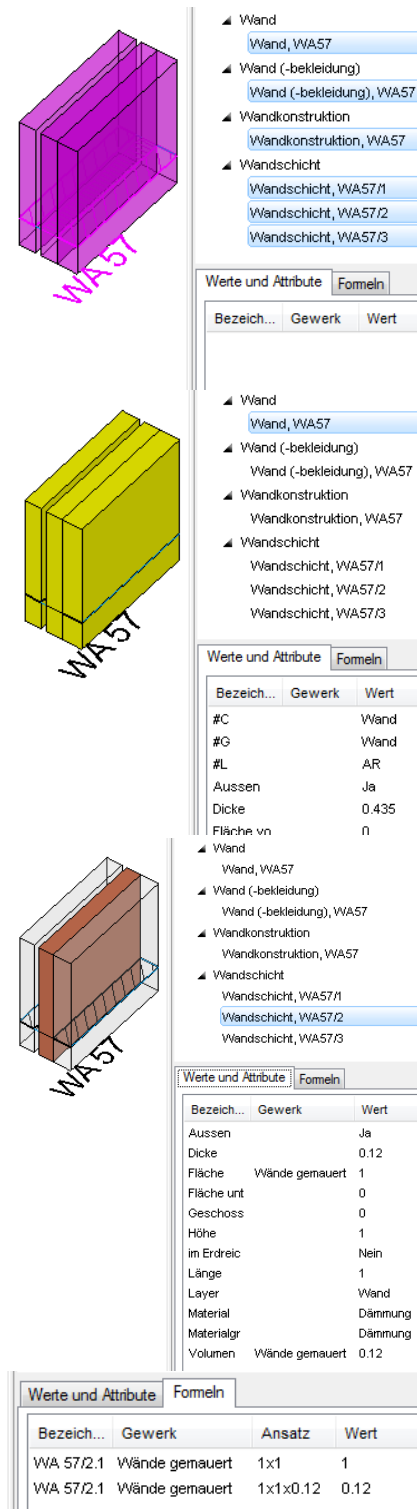 Wand
Wand, WA57
Wand (-bekleidung)
Wand (-bekleidung), WA57
Wandkonstruktion
Wandkonstruktion, WA57
Wandschicht
Wandschicht, WA57/1
Wandschicht, WA57/2
Wandschicht, WA57/3
WA 57
Werte und Attribute Formeln
Bezeich... Gewerk Wert
Wand
Wand, WA57
Wand (-bekleidung)
Wand (-bekleidung), WA57
Wandkonstruktion
Wandkonstruktion, WA57
Wandschicht
Wandschicht, WA57/1
Wandschicht, WA57/2
Wandschicht, WA57/3
WA 57
Werte und Attribute Formeln
Bezeich... Gewerk Wert
#C Wand
#G Wand
#L AR
Aussen Ja
Dicke 0.435
Fläche vo 0
Wand
Wand, WA57
Wand (-bekleidung)
Wand (-bekleidung), WA57
Wandkonstruktion
Wandkonstruktion, WA57
Wandschicht
Wandschicht, WA57/1
Wandschicht, WA57/2
Wandschicht, WA57/3
WA 57
Werte und Attribute Formeln
Bezeich... Gewerk Wert
Aussen Ja
Dicke 0.12
Fläche Wände gemauert 1
Fläche unt 0
Geschoss 0
Höhe 1
im Erdreic Nein
Länge 1
Layer Wand
Material Dämmung
Materialgr Dämmung
Volumen Wände gemauert 0.12
Werte und Attribute Formeln
Bezeich... Gewerk Ansatz Wert
WA 57/2.1 Wände gemauert 1x1 1
WA 57/2.1 Wände gemauert 1x1x0.12 0.12